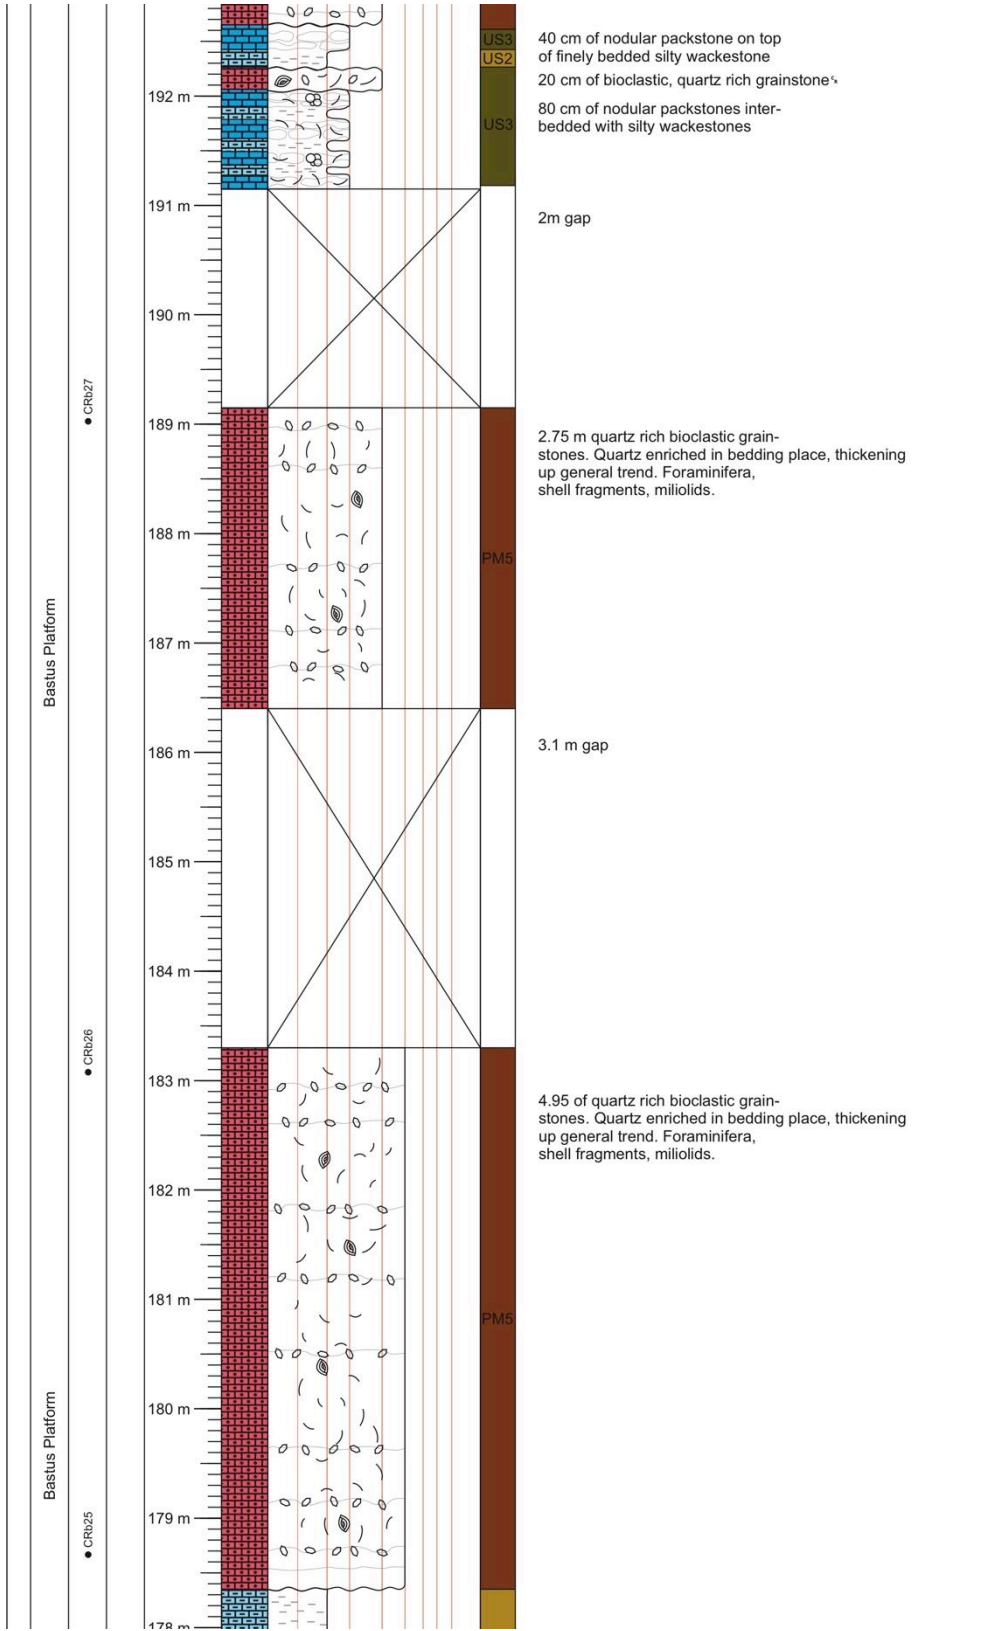 US3
40 cm of nodular packstone on top
of finely bedded silty wackestone
US2
20 cm of bioclastic, quartz rich grainstone
192 m
80 cm of nodular packstones inter-
bedded with silty wackestones
US3
191 m
2m gap
190 m
CRb27
189 m
2.75 m quartz rich bioclastic grain-
stones. Quartz enriched in bedding place, thickening
up general trend. Foraminifera,
shell fragments, miliolids.
188 m
PM5
Bastus Platform
187 m
186 m
3.1 m gap
185 m
184 m
CRb26
183 m
4.95 of quartz rich bioclastic grain-
stones. Quartz enriched in bedding place, thickening
up general trend. Foraminifera,
shell fragments, miliolids.
182 m
181 m
PM5
180 m
Bastus Platform
179 m
CRb25
178 m